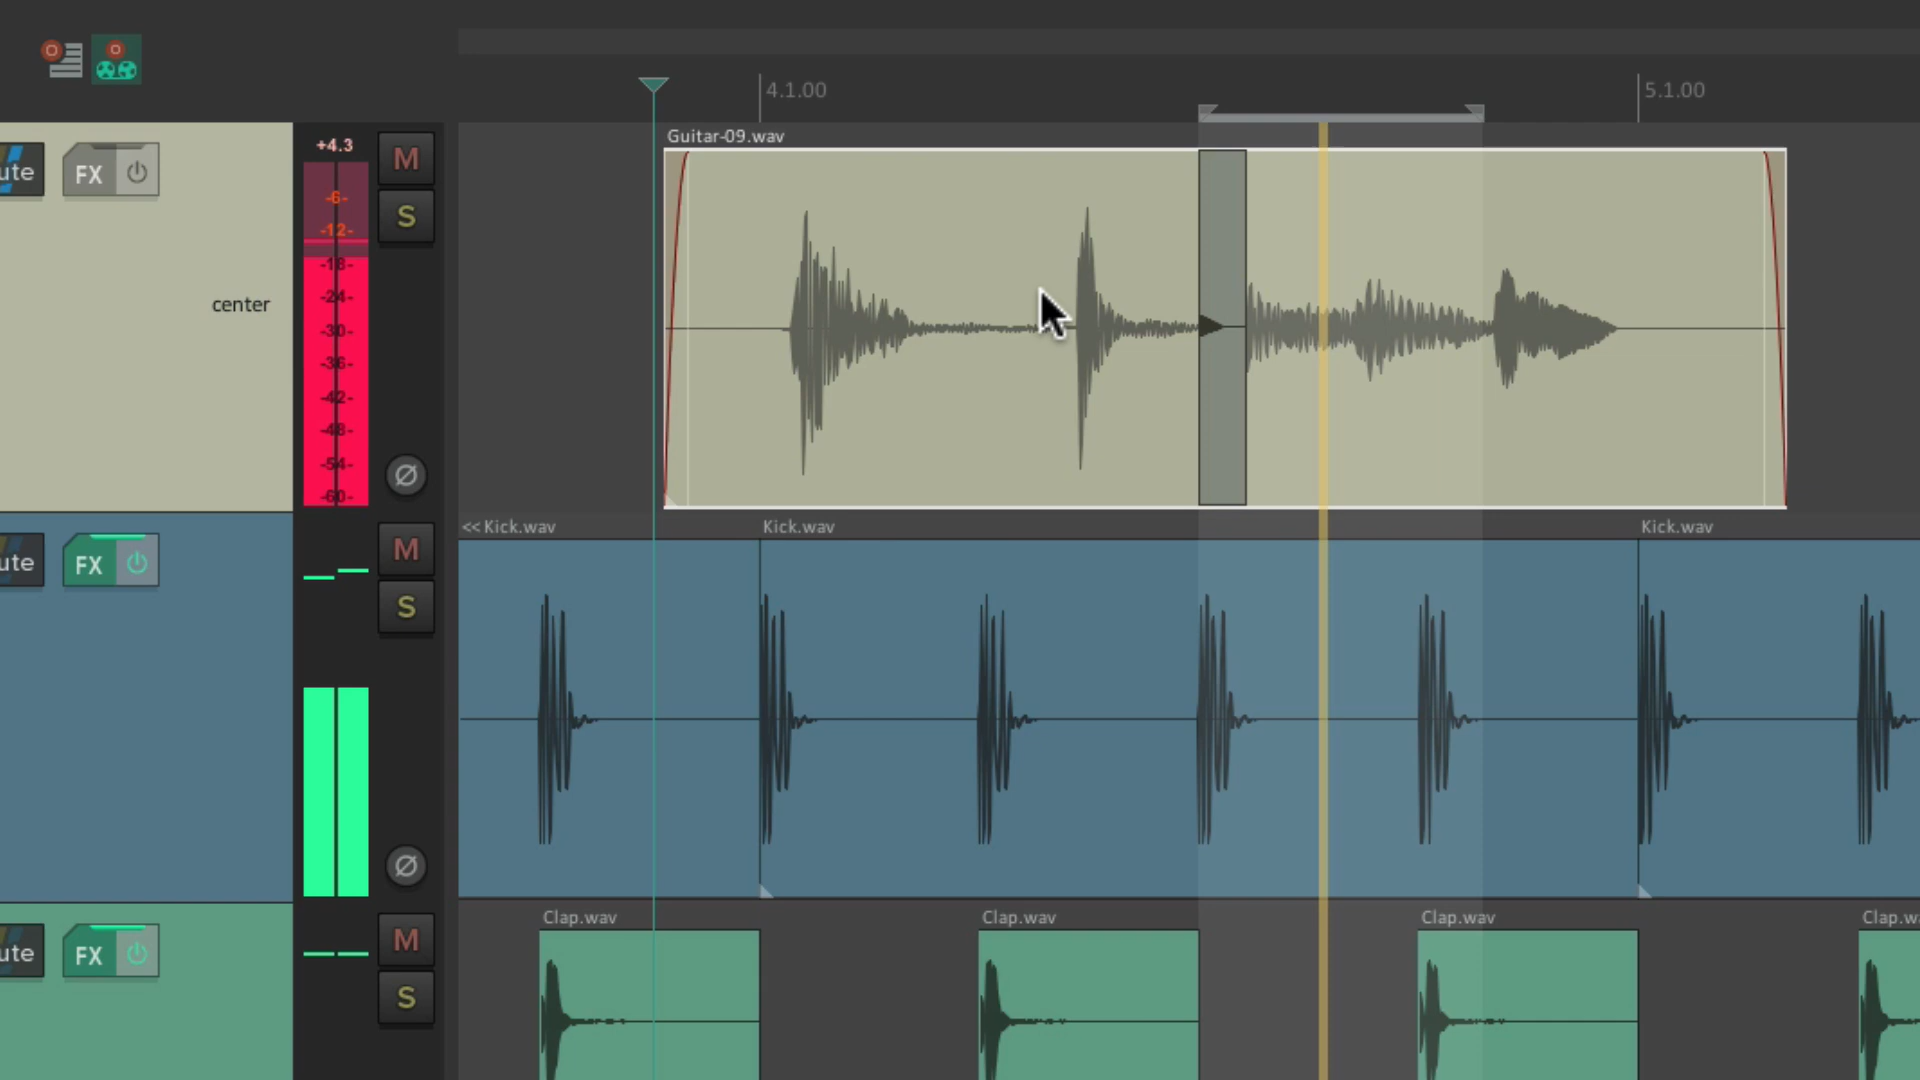 4.1.00
5.1.00
Guitar-09.wav
+4.3
M
ute
FX
-6-
S
-12-
-18-
-24-
center
-30-
-36-
-42-
-48-
-54-
-60-
<< Kick.wav
Kick.wav
Kick.wav
M
ute
FX
S
Clap.wav
Clap.wav
Clap.wav
Clap.w
M
ute
FX
S